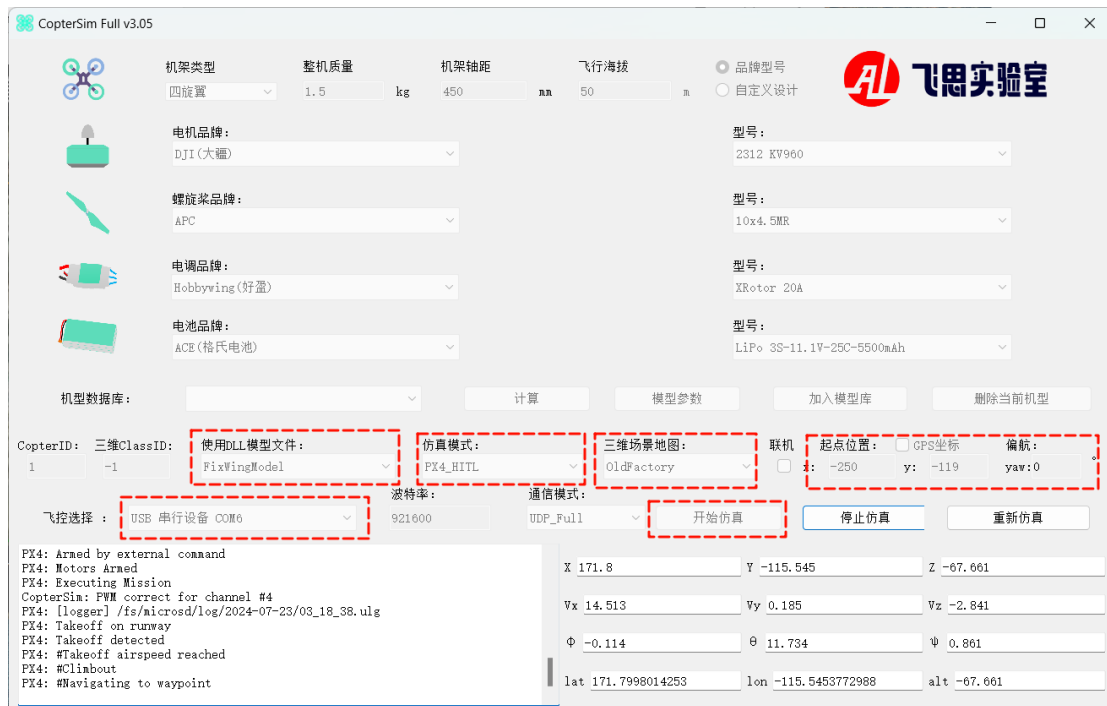 CopterSim Full v3.05
机架类型 整机质量 机架轴距 飞行海拔 品牌型号
四旋翼 1.5 kg 450 mm 50 m 自定义设计
飞思实验室
电机品牌: 型号:
DJI(大疆) 2312 KV960
螺旋桨品牌: 型号:
APC 10x4.5MR
电调品牌: 型号:
Hobbywing(好盈) XRotor 20A
电池品牌: 型号:
ACE(格氏电池) LiPo 3S-11.1V-25C-5500mAh
机型数据库: 计算 模型参数 加入模型库 删除当前机型
CopterID: 三维ClassID: 使用DLL模型文件: 仿真模式: 三维场景地图: 联机 起点位置: GPS坐标 偏航:
1 -1 FixWingModel PX4_HITL OldFactory x: -250 y: -119 yaw:0 °
波特率: 通信模式:
飞控选择 : USB 串行设备 COM6 921600 UDP_Full 开始仿真 停止仿真 重新仿真
PX4: Armed by external command
PX4: Motors Armed
PX4: Executing Mission
CopterSim: PWM correct for channel #4
PX4: [logger] /fs/microsd/log/2024-07-23/03_18_38.ulg
PX4: Takeoff on runway
PX4: Takeoff detected
PX4: #Takeoff airspeed reached
PX4: #Climbout
PX4: #Navigating to waypoint
X 171.8 Y -115.545 Z -67.661
Vx 14.513 Vy 0.185 Vz -2.841
Φ -0.114 θ 11.734 ψ 0.861
lat 171.7998014253 lon -115.5453772988 alt -67.661